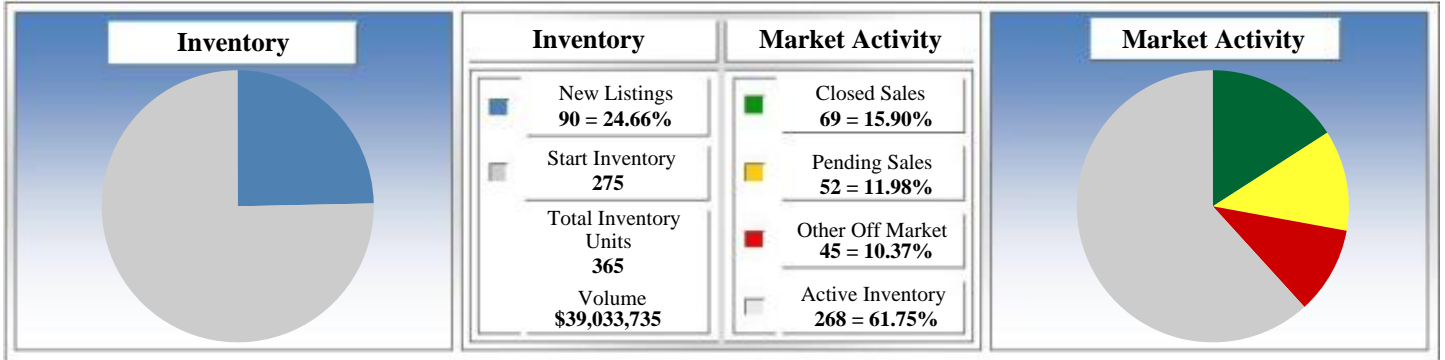 Inventory
Inventory
Market Activity
Market Activity
New Listings
90 = 24.66%
Start Inventory
275
Total Inventory
Units
365
Volume
$39,033,735
Closed Sales
69 = 15.90%
Pending Sales
52 = 11.98%
Other Off Market
45 = 10.37%
Active Inventory
268 = 61.75%